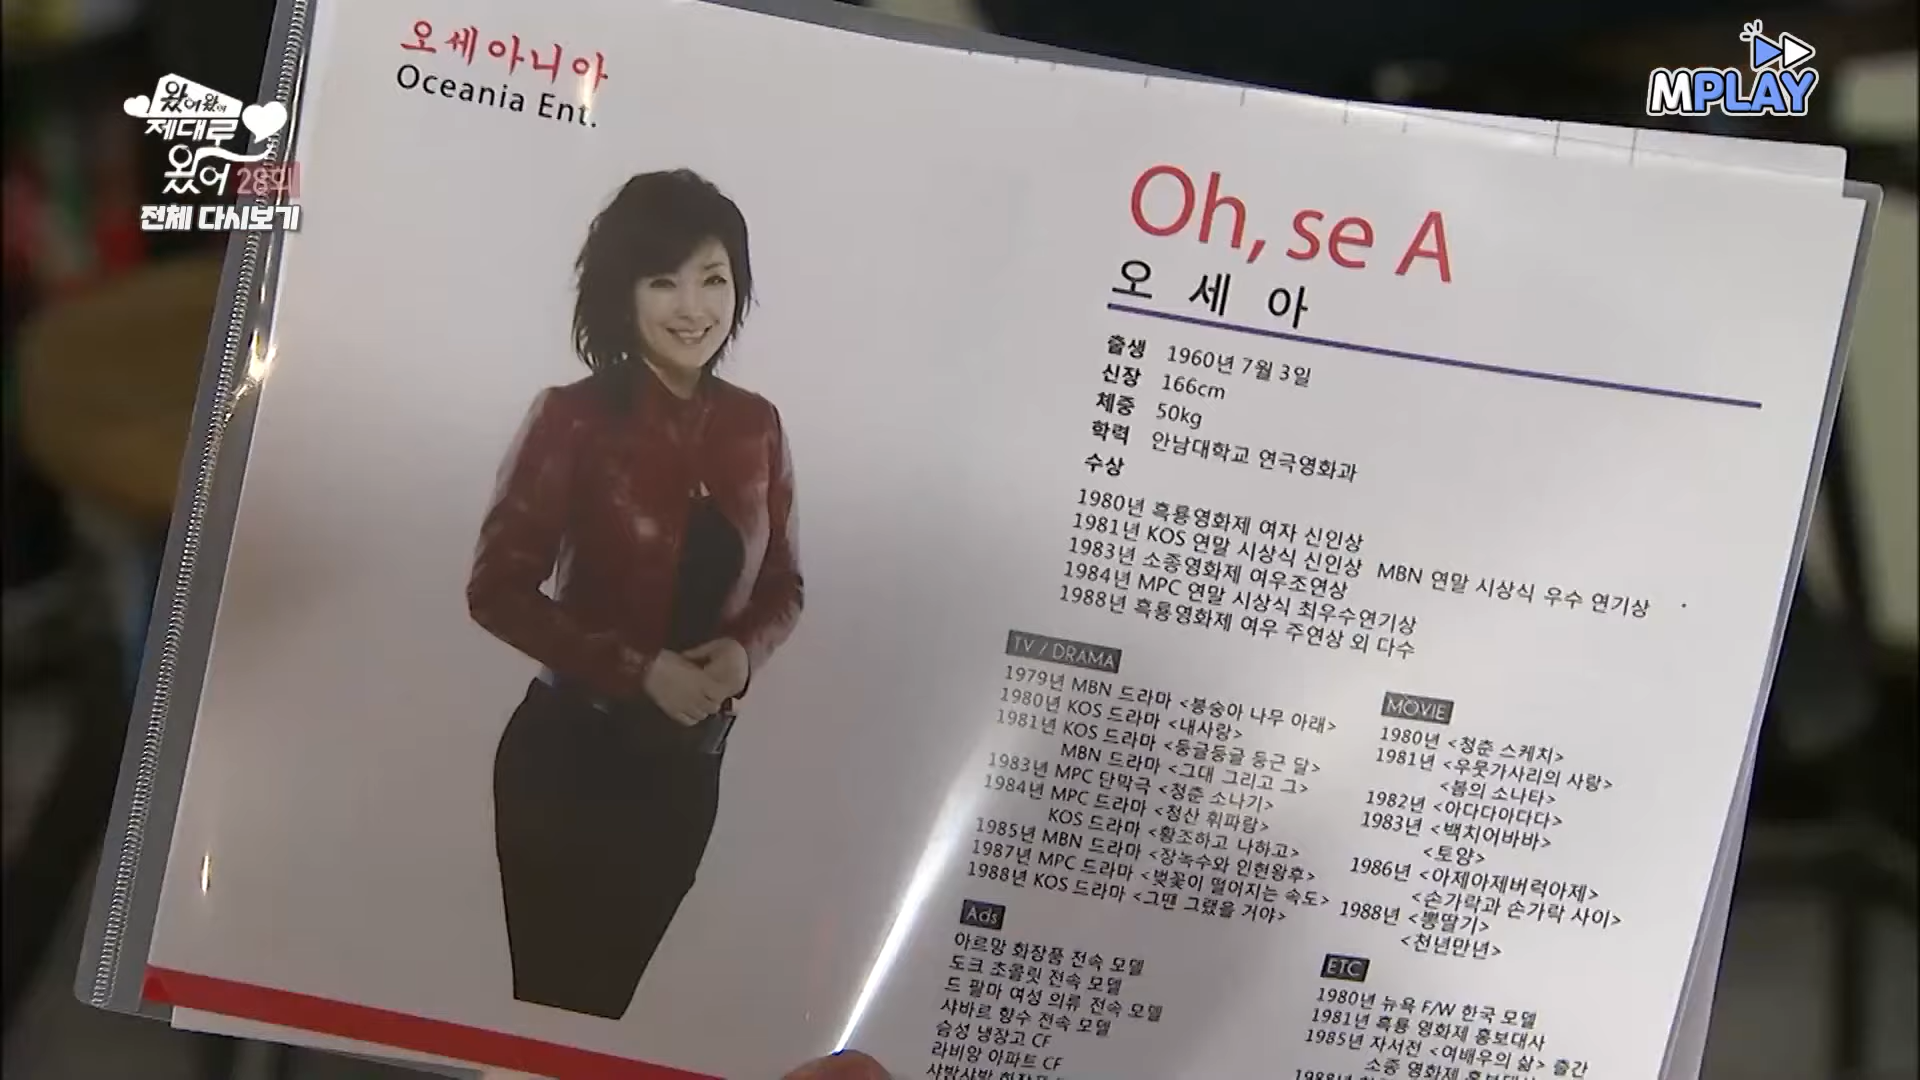 왔어 왔어
제대로
왔어 28회
전체 다시보기
MPLAY
오세아니아
Oceania Ent.
Oh, se A
오 세 아
출생 1960년 7월 3일
신장 166cm
체중 50kg
학력 안남대학교 연극영화과
수상
1980년 흑룡영화제 여자 신인상
1981년 KOS 연말 시상식 신인상 MBN 연말 시상식 우수 연기상
1983년 소종영화제 여우조연상
1984년 MPC 연말 시상식 최우수연기상
1988년 흑룡영화제 여우 주연상 외 다수
TV / DRAMA
1979년 MBN 드라마 <봉숭아 나무 아래>
1980년 KOS 드라마 <내사랑>
1981년 KOS 드라마 <둥글둥글 둥근 달>
MBN 드라마 <그대 그리고 그>
1983년 MPC 단막극 <청춘 소나기>
1984년 MPC 드라마 <청산 휘파람>
KOS 드라마 <황조하고 나하고>
1985년 MBN 드라마 <장녹수와 인현왕후>
1987년 MPC 드라마 <벚꽃이 떨어지는 속도>
1988년 KOS 드라마 <그땐 그랬을 거야>
MOVIE
1980년 <청춘 스케치>
1981년 <우뭇가사리의 사랑>
<봄의 소나타>
1982년 <아다다아다다>
1983년 <백치어바바>
<토양>
1986년 <아제아제버럭아제>
<손가락과 손가락 사이>
1988년 <뽕딸기>
<천년만년>
Ads
아르망 화장품 전속 모델
도크 초올릿 전속 모델
드 팔마 여성 의류 전속 모델
샤바르 향수 전속 모델
슴성 냉장고 CF
라비앙 아파트 CF
ETC
1980년 뉴욕 F/W 한국 모델
1981년 흑룡 영화제 홍보대사
1985년 자서전 <여배우의 삶> 출간
소종 영화제 홍보대사
1988년